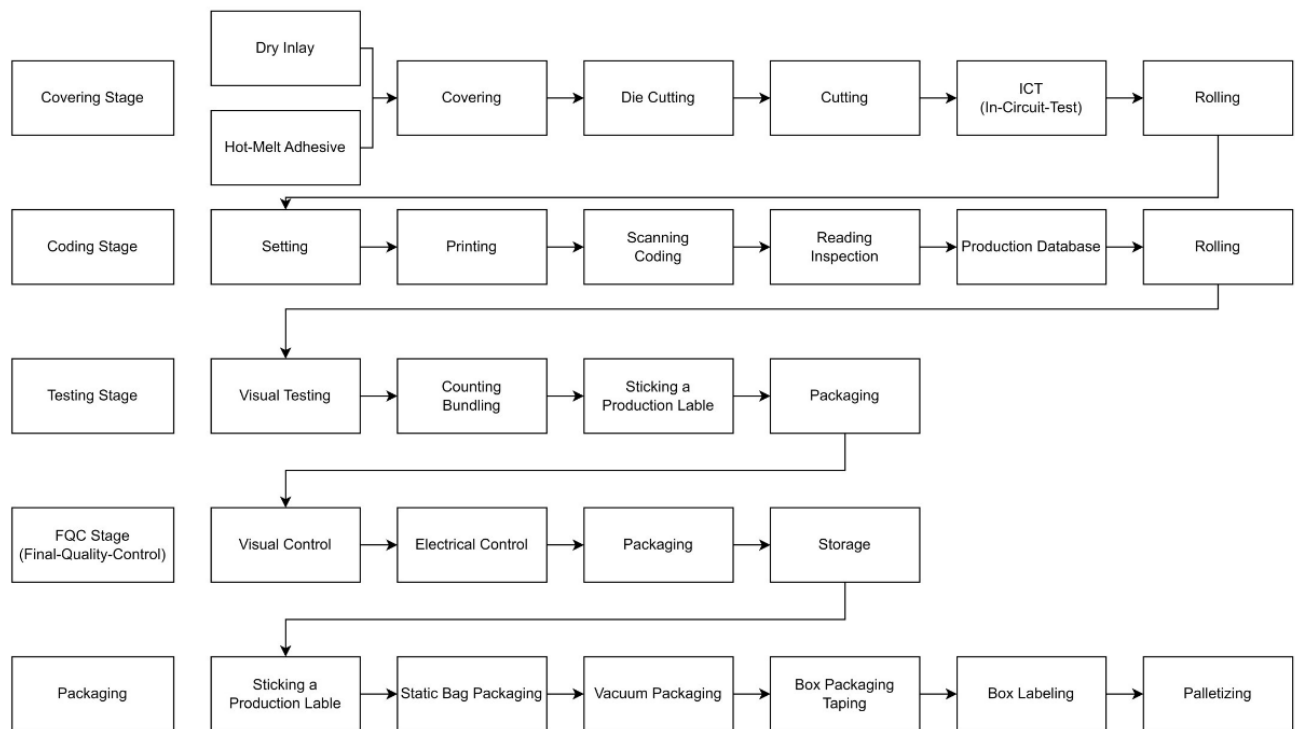 Covering Stage
Dry Inlay
Hot-Melt Adhesive
Covering
Die Cutting
Cutting
ICT
(In-Circuit-Test)
Rolling
Coding Stage
Setting
Printing
Scanning
Coding
Reading
Inspection
Production Database
Rolling
Testing Stage
Visual Testing
Counting
Bundling
Sticking a
Production Lable
Packaging
FQC Stage
(Final-Quality-Control)
Visual Control
Electrical Control
Packaging
Storage
Packaging
Sticking a
Production Lable
Static Bag Packaging
Vacuum Packaging
Box Packaging
Taping
Box Labeling
Palletizing